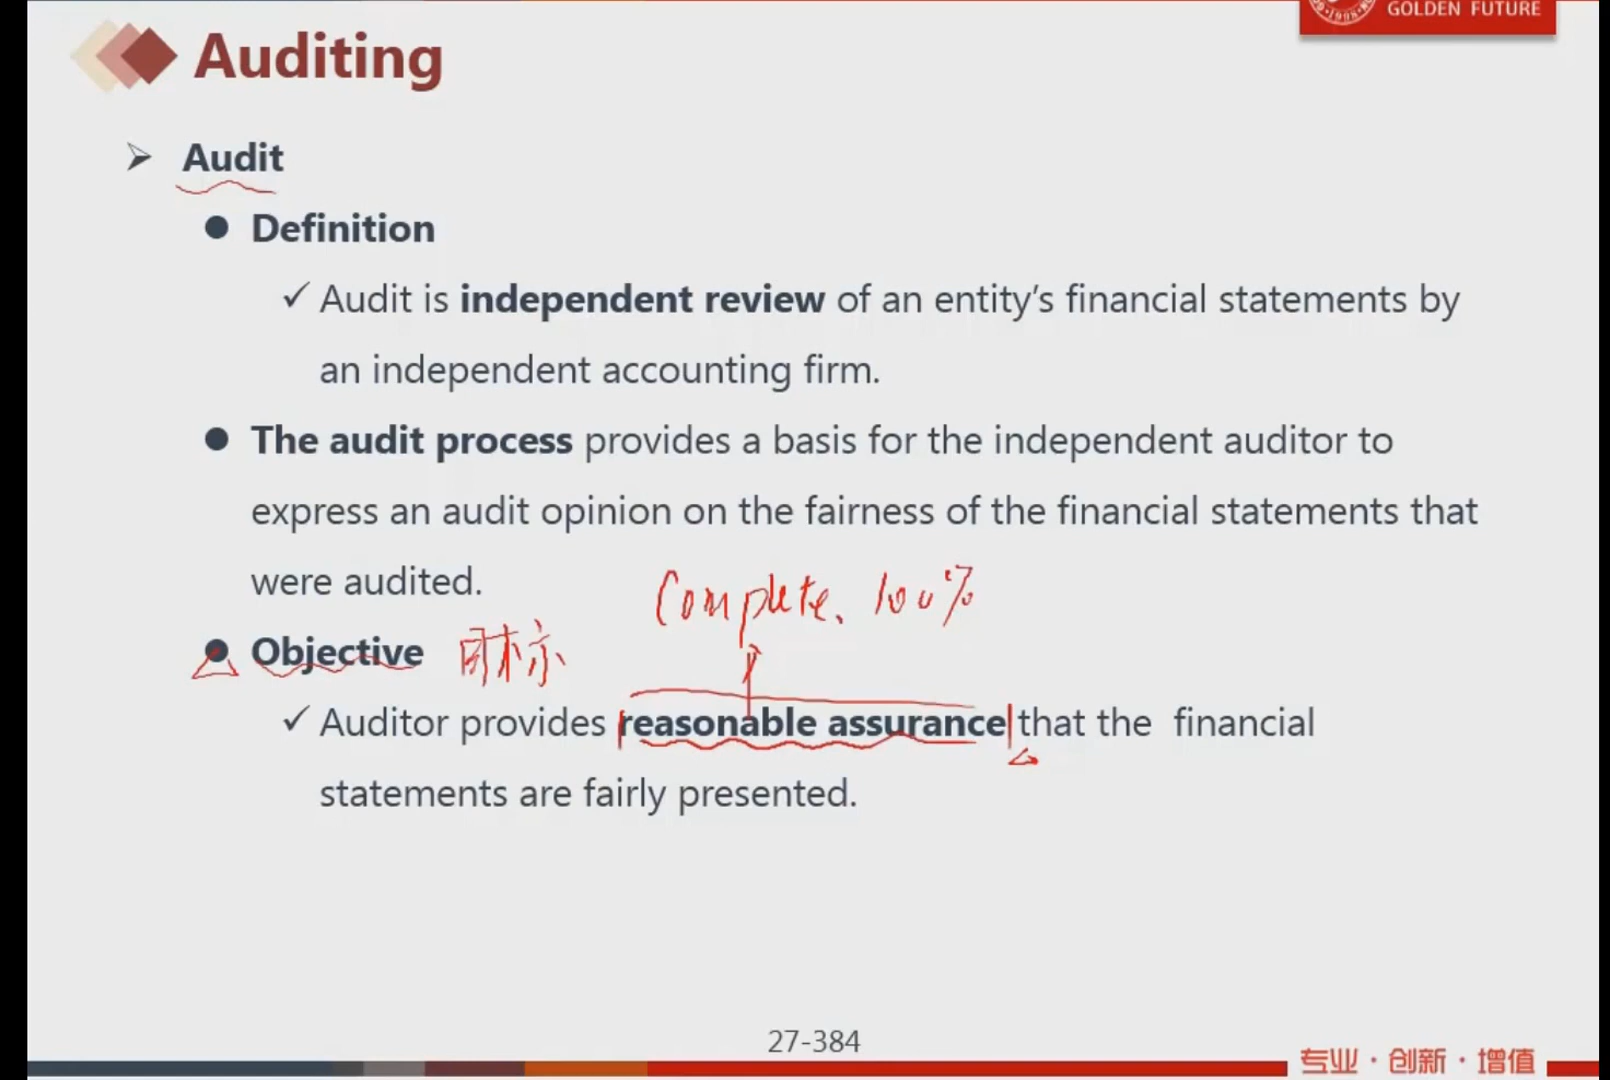 GOLDEN FUTURE
Auditing
➢ Audit
● Definition
✓ Audit is independent review of an entity's financial statements by
an independent accounting firm.
● The audit process provides a basis for the independent auditor to
express an audit opinion on the fairness of the financial statements that
were audited.
Complete. 100%
● Objective 目标
✓ Auditor provides reasonable assurance that the financial
statements are fairly presented.
27-384
专业·创新·增值